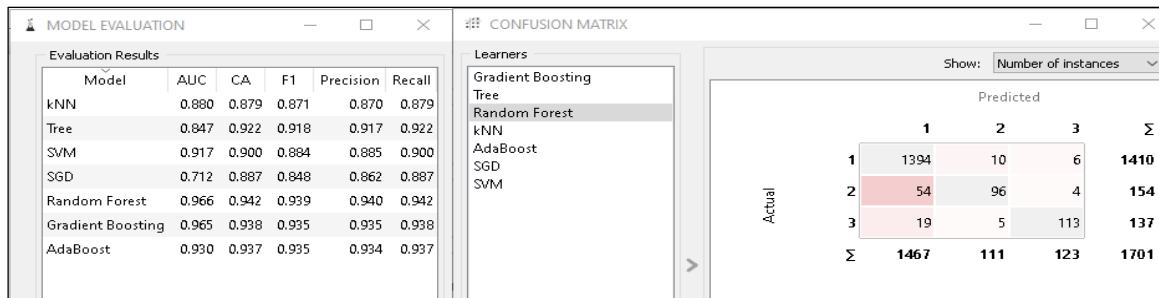 MODEL EVALUATION
Evaluation Results
Model AUC CA F1 Precision Recall
kNN 0.880 0.879 0.871 0.870 0.879
Tree 0.847 0.922 0.918 0.917 0.922
SVM 0.917 0.900 0.884 0.885 0.900
SGD 0.712 0.887 0.848 0.862 0.887
Random Forest 0.966 0.942 0.939 0.940 0.942
Gradient Boosting 0.965 0.938 0.935 0.935 0.938
AdaBoost 0.930 0.937 0.935 0.934 0.937
CONFUSION MATRIX
Learners
Gradient Boosting
Tree
Random Forest
kNN
AdaBoost
SGD
SVM
Show: Number of instances
Predicted
1 2 3 Σ
1 1394 10 6 1410
Actual
2 54 96 4 154
3 19 5 113 137
Σ 1467 111 123 1701